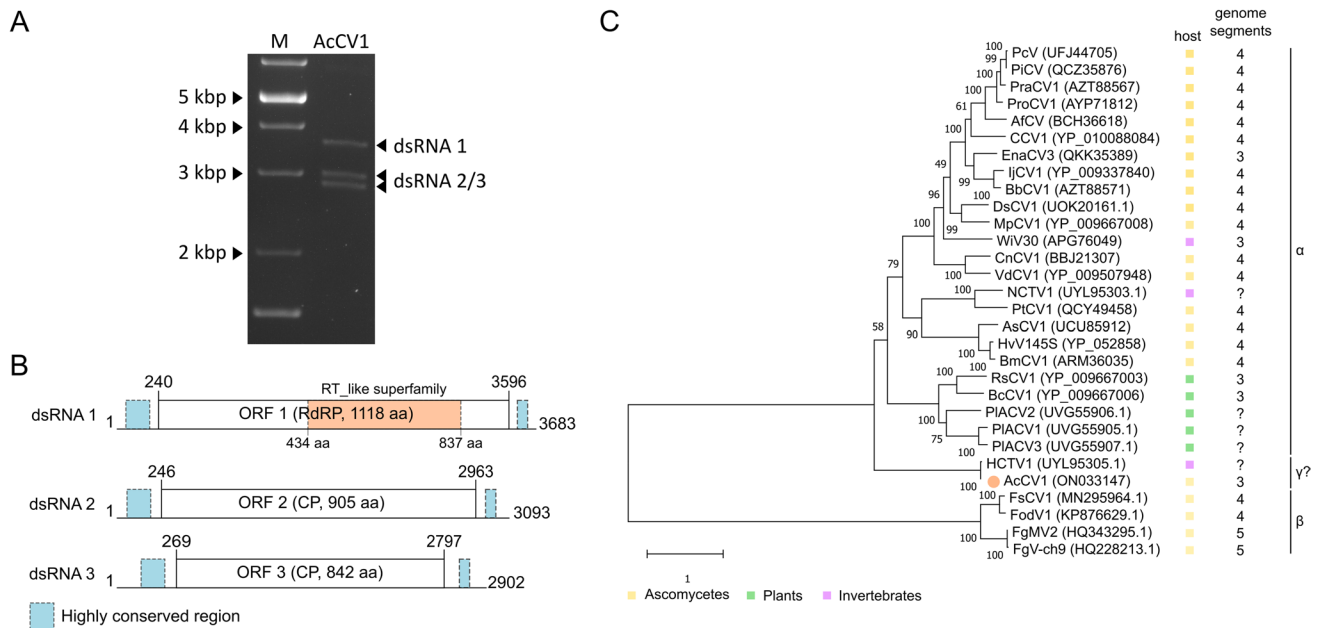 A
M AcCV1
5 kbp
4 kbp
3 kbp
2 kbp
dsRNA 1
dsRNA 2/3
B
240 RT_like superfamily 3596
dsRNA 1 1 ORF 1 (RdRP, 1118 aa) 3683
434 aa 837 aa
246 2963
dsRNA 2 1 ORF 2 (CP, 905 aa) 3093
269 2797
dsRNA 3 1 ORF 3 (CP, 842 aa) 2902
Highly conserved region
C
genome
host segments
100 PcV (UFJ44705) 4
99 PiCV (QCZ35876) 4
100 PraCV1 (AZT88567) 4
100 ProCV1 (AYP71812) 4
61 AfCV (BCH36618) 4
100 CCV1 (YP_010088084) 4
EnaCV3 (QKK35389) 3
49 IjCV1 (YP_009337840) 4
99 100 BbCV1 (AZT88571) 4
96 DsCV1 (UOK20161.1) 4
100 99 MpCV1 (YP_009667008) 4
WiV30 (APG76049) 3
CnCV1 (BBJ21307) 4
79 100 VdCV1 (YP_009507948) 4
100 NCTV1 (UYL95303.1) ?
PtCV1 (QCY49458) 4
58 90 AsCV1 (UCU85912) 4
HvV145S (YP_052858) 4
100 BmCV1 (ARM36035) 4
100 100 RsCV1 (YP_009667003) 3
BcCV1 (YP_009667006) 3
100 PlACV2 (UVG55906.1) ?
75 PlACV1 (UVG55905.1) ?
100 PlACV3 (UVG55907.1) ?
HCTV1 (UYL95305.1) ?
100 AcCV1 (ON033147) 3
100 FsCV1 (MN295964.1) 4
FodV1 (KP876629.1) 4
100 FgMV2 (HQ343295.1) 5
100 FgV-ch9 (HQ228213.1) 5
α
γ?
β
1
Ascomycetes Plants Invertebrates